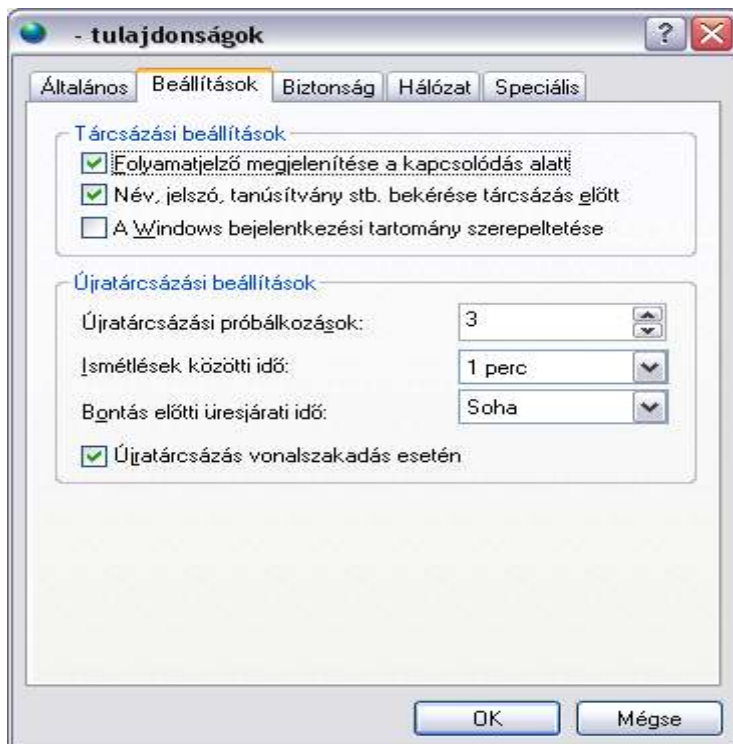 - tulajdonságok
Általános Beállítások Biztonság Hálózat Speciális
Tárcsázási beállítások
Folyamatjelző megjelenítése a kapcsolódás alatt
Név, jelszó, tanúsítvány stb. bekérése tárcsázás előtt
A Windows bejelentkezési tartomány szerepeltetése
Újratárcsázási beállítások
Újratárcsázási próbálkozások: 3
Ismétlések közötti idő: 1 perc
Bontás előtti üresjárati idő: Soha
Újratárcsázás vonalszakadás esetén
OK Mégse